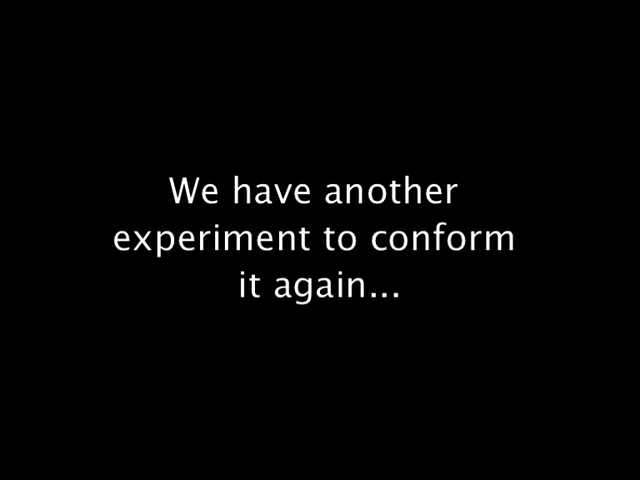 We have another
experiment to conform
it again...